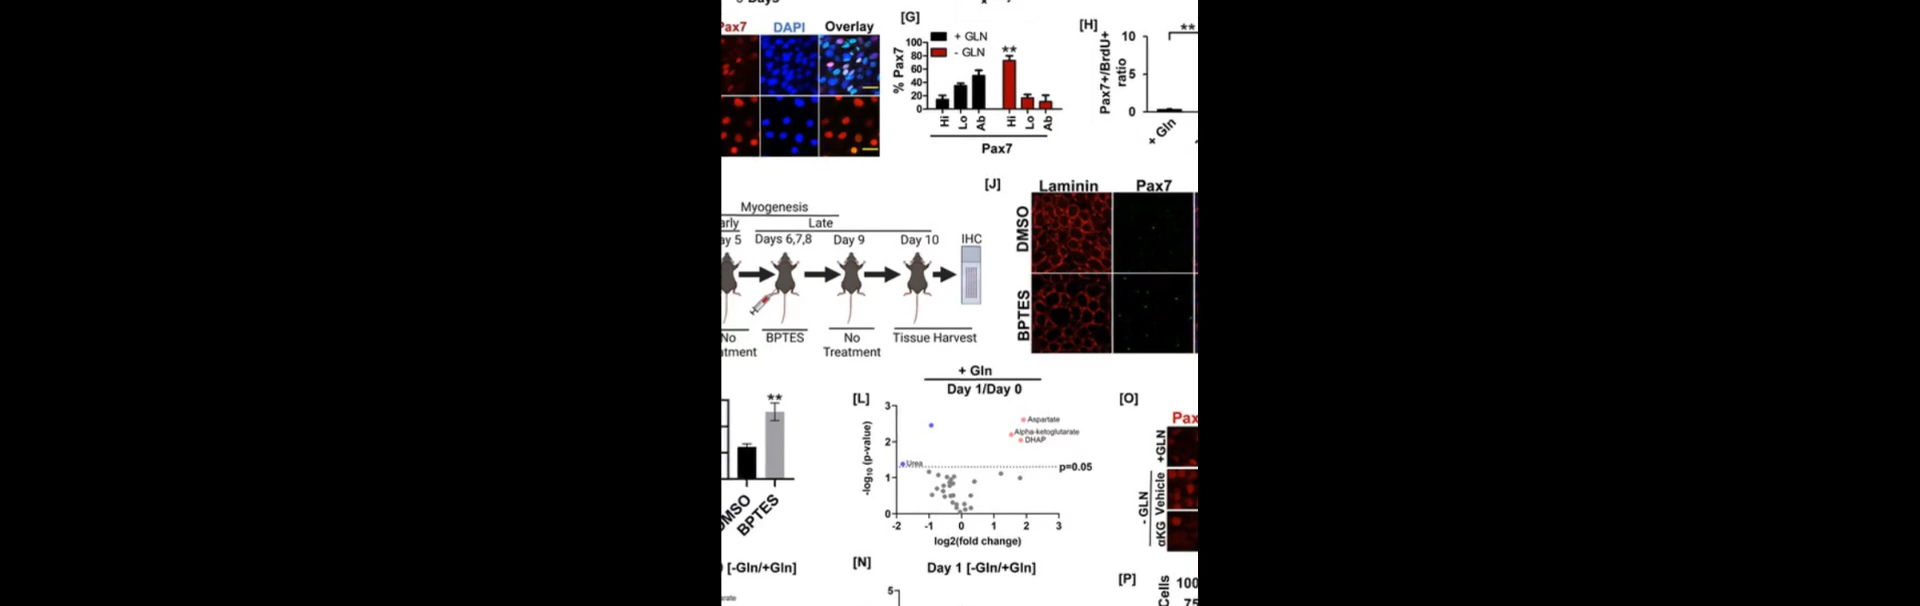 Pax7 DAPI Overlay
[G]
+ GLN
- GLN
% Pax7
100
80
60
40
20
0
**
Hi Lo Ab Hi Lo Ab
Pax7
[H]
Pax7+/BrdU+
ratio
10
5
0
**
+ Gln
Myogenesis
Late
Days 6,7,8 Day 9 Day 10 IHC
BPTES No Tissue Harvest
Treatment
No
[J]
Laminin Pax7
DMSO
BPTES
**
DMSO
BPTES
[L]
+ Gln
Day 1/Day 0
-log10 (p-value)
3
2
1
0
Aspartate
Alpha-ketoglutarate
DHAP
Urea
p=0.05
-2 -1 0 1 2 3
log2(fold change)
[O]
Pax
+GLN
- GLN
Vehicle
αKG
[-Gln/+Gln]
[N]
Day 1 [-Gln/+Gln]
5
[P]
Cells
100
75